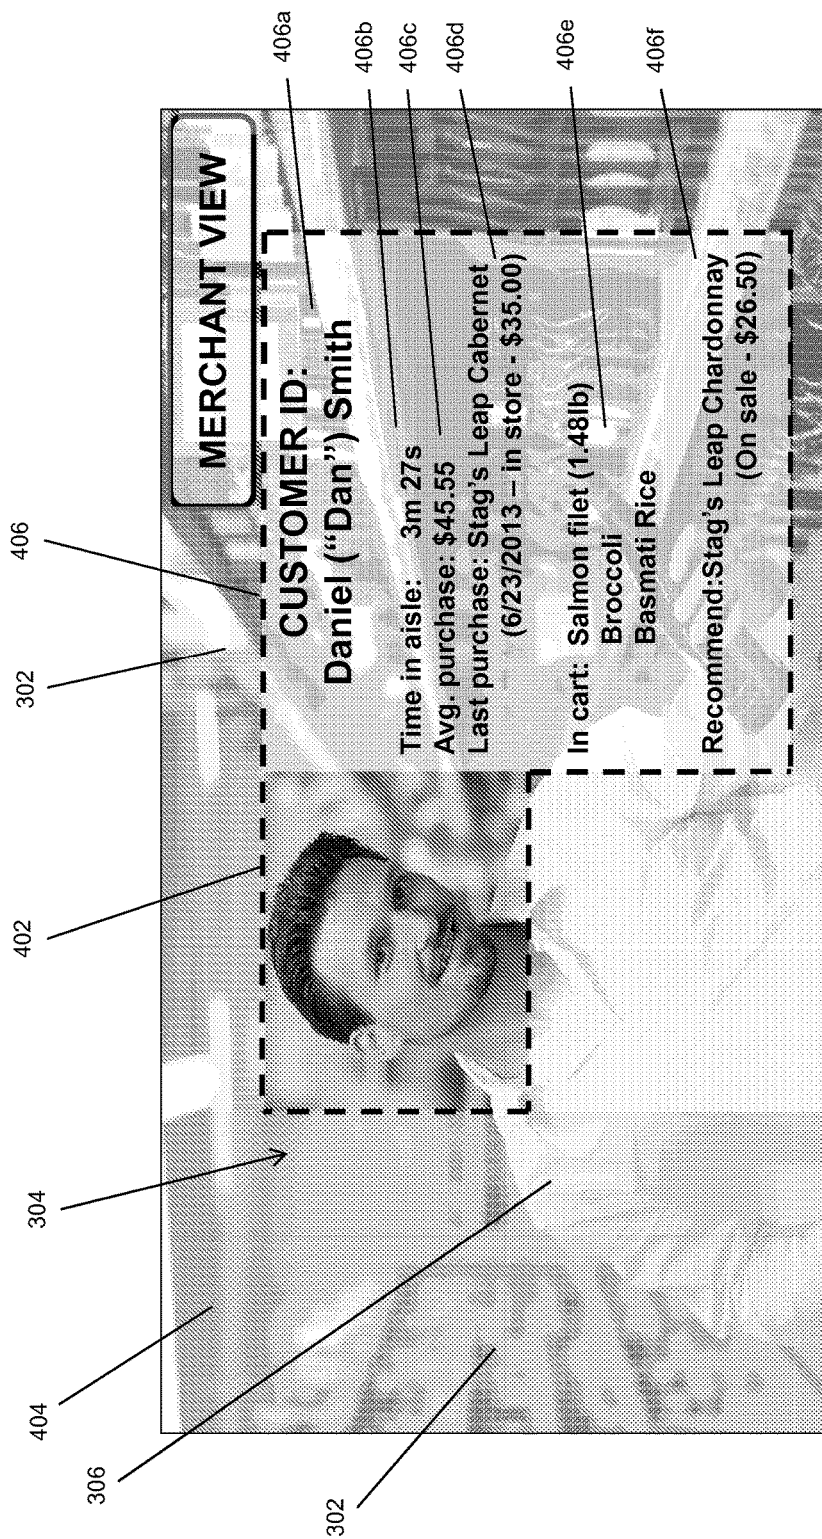 MERCHANT VIEW
CUSTOMER ID:
Daniel (“Dan”) Smith
Time in aisle: 3m 27s
Avg. purchase: $45.55
Last purchase: Stag’s Leap Cabernet
(6/23/2013 – in store - $35.00)
In cart: Salmon filet (1.48lb)
Broccoli
Basmati Rice
Recommend:Stag’s Leap Chardonnay
(On sale - $26.50)
406a
406b
406c
406d
406e
406f
406
302
402
304
404
306
302